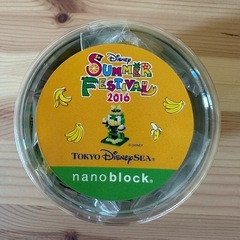 Disney
SUMMER
FESTIVAL
2016
TOKYO DisneySEA®
nanoblock®